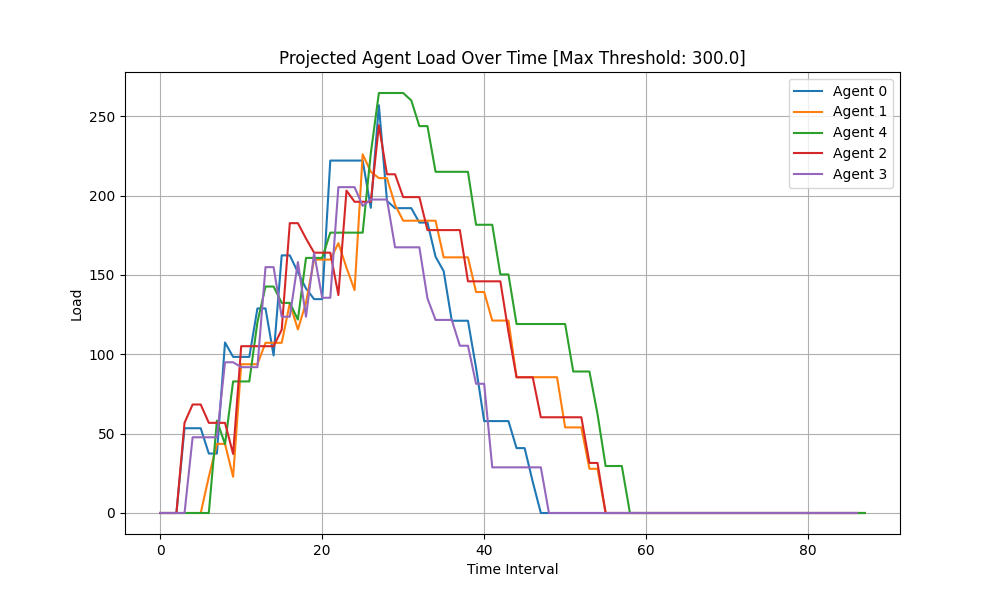 Projected Agent Load Over Time [Max Threshold: 300.0]
Load
250
200
150
100
50
0
0 20 40 60 80
Time Interval
Agent 0
Agent 1
Agent 4
Agent 2
Agent 3